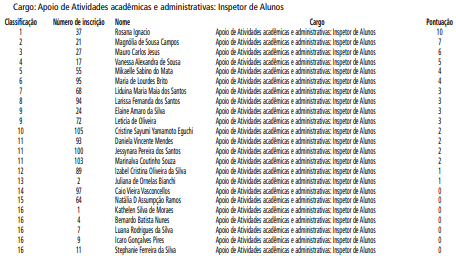 Cargo: Apoio de Atividades acadêmicas e administrativas: Inspetor de Alunos
Classificação Número de inscrição Nome Cargo Pontuação
1 37 Rosana Ignacio Apoio de Atividades acadêmicas e administrativas: Inspetor de Alunos 10
2 21 Magnólia de Sousa Campos Apoio de Atividades acadêmicas e administrativas: Inspetor de Alunos 7
3 27 Mauro Carlos Jesus Apoio de Atividades acadêmicas e administrativas: Inspetor de Alunos 6
4 17 Vanessa Alexandra de Sousa Apoio de Atividades acadêmicas e administrativas: Inspetor de Alunos 5
5 55 Mikaelle Sabino do Mata Apoio de Atividades acadêmicas e administrativas: Inspetor de Alunos 4
6 95 Maria de Lourdes Brito Apoio de Atividades acadêmicas e administrativas: Inspetor de Alunos 4
7 68 Liduina Maria Maia dos Santos Apoio de Atividades acadêmicas e administrativas: Inspetor de Alunos 3
8 94 Larissa Fernanda dos Santos Apoio de Atividades acadêmicas e administrativas: Inspetor de Alunos 3
9 24 Elaine Amaro da Silva Apoio de Atividades acadêmicas e administrativas: Inspetor de Alunos 3
9 72 Leticia de Oliveira Apoio de Atividades acadêmicas e administrativas: Inspetor de Alunos 3
10 105 Cristine Sayumi Yamamoto Eguchi Apoio de Atividades acadêmicas e administrativas: Inspetor de Alunos 2
11 93 Daniela Vincente Mendes Apoio de Atividades acadêmicas e administrativas: Inspetor de Alunos 2
11 100 Jessynara Pereira dos Santos Apoio de Atividades acadêmicas e administrativas: Inspetor de Alunos 2
11 103 Marinalva Coutinho Souza Apoio de Atividades acadêmicas e administrativas: Inspetor de Alunos 2
12 89 Izabel Cristina Oliveira da Silva Apoio de Atividades acadêmicas e administrativas: Inspetor de Alunos 1
13 2 Juliana de Ornelas Bianchi Apoio de Atividades acadêmicas e administrativas: Inspetor de Alunos 1
14 97 Caio Vieira Vasconcellos Apoio de Atividades acadêmicas e administrativas: Inspetor de Alunos 0
15 64 Natália D Assumpção Ramos Apoio de Atividades acadêmicas e administrativas: Inspetor de Alunos 0
16 1 Kathelen Silva de Moraes Apoio de Atividades acadêmicas e administrativas: Inspetor de Alunos 0
16 4 Bernardo Batista Nunes Apoio de Atividades acadêmicas e administrativas: Inspetor de Alunos 0
16 7 Luana Rodrigues da Silva Apoio de Atividades acadêmicas e administrativas: Inspetor de Alunos 0
16 9 Icaro Gonçalves Pires Apoio de Atividades acadêmicas e administrativas: Inspetor de Alunos 0
16 11 Stephanie Ferreira da Silva Apoio de Atividades acadêmicas e administrativas: Inspetor de Alunos 0